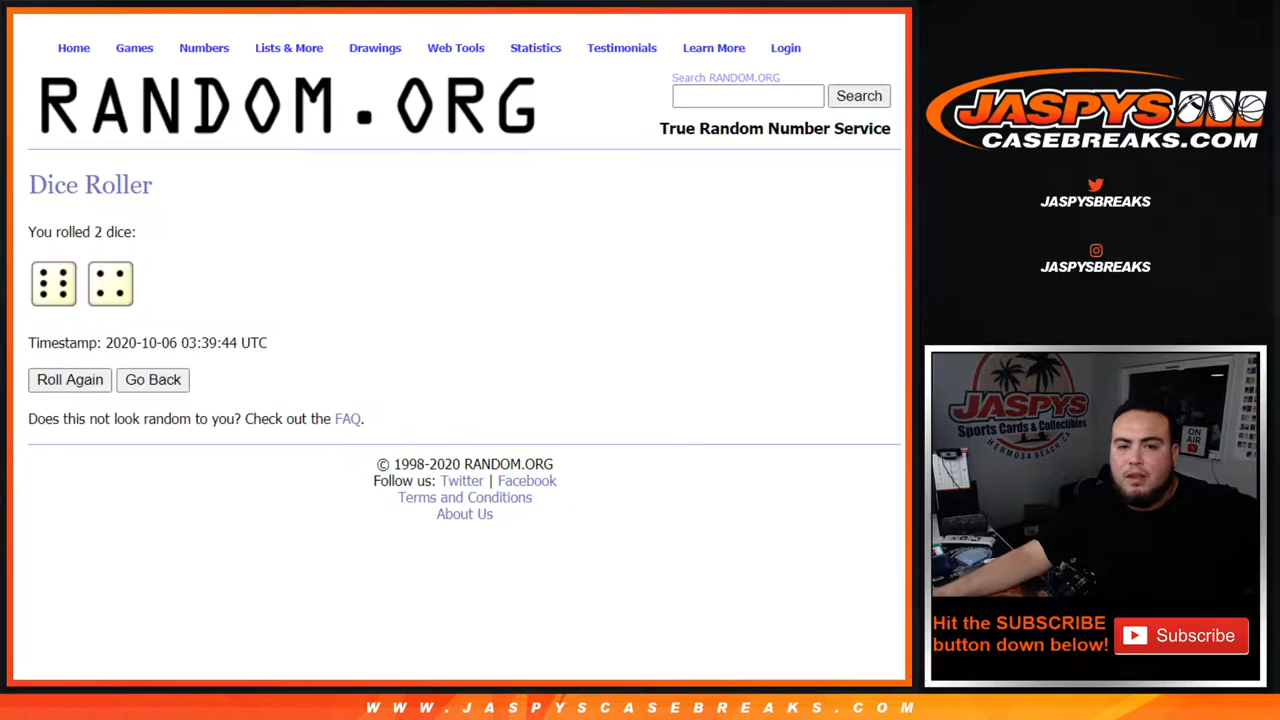 Home Games Numbers Lists & More Drawings Web Tools Statistics Testimonials Learn More Login
RANDOM.ORG
Search RANDOM.ORG
Search
True Random Number Service
Dice Roller
You rolled 2 dice:
Timestamp: 2020-10-06 03:39:44 UTC
Roll Again Go Back
Does this not look random to you? Check out the FAQ.
© 1998-2020 RANDOM.ORG
Follow us: Twitter | Facebook
Terms and Conditions
About Us
JASPYS
CASEBREAKS.COM
JASPYSBREAKS
JASPYSBREAKS
JASPYS
Sports Cards & Collectibles
HERMOSA BEACH, CA
ON
AIR
Hit the SUBSCRIBE
button down below!
Subscribe
WWW.JASPYSCASEBREAKS.COM